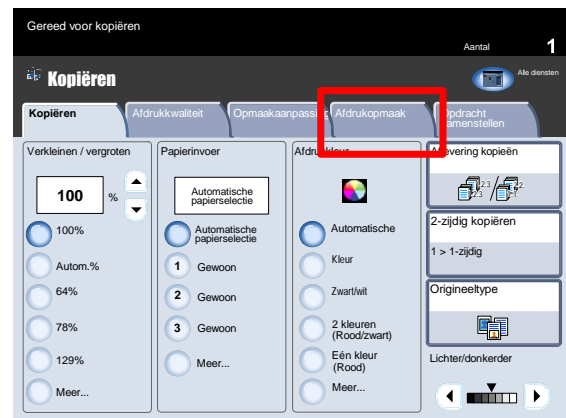 Gereed voor kopiëren
Aantal
1
Kopiëren
Alle diensten
Kopiëren
Afdrukkwaliteit
Opmaakaanpassing
Afdrukopmaak
Opdracht
samenstellen
Verkleinen / vergroten
100
%
100%
Autom.%
64%
78%
129%
Meer...
Papierinvoer
Automatische
papierselectie
Automatische
papierselectie
1 Gewoon
2 Gewoon
3 Gewoon
Meer...
Afdrukkleur
Automatische
Kleur
Zwart/wit
2 kleuren
(Rood/zwart)
Eén kleur
(Rood)
Meer...
Aflevering kopieën
2-zijdig kopiëren
1 > 1-zijdig
Origineeltype
Lichter/donkerder